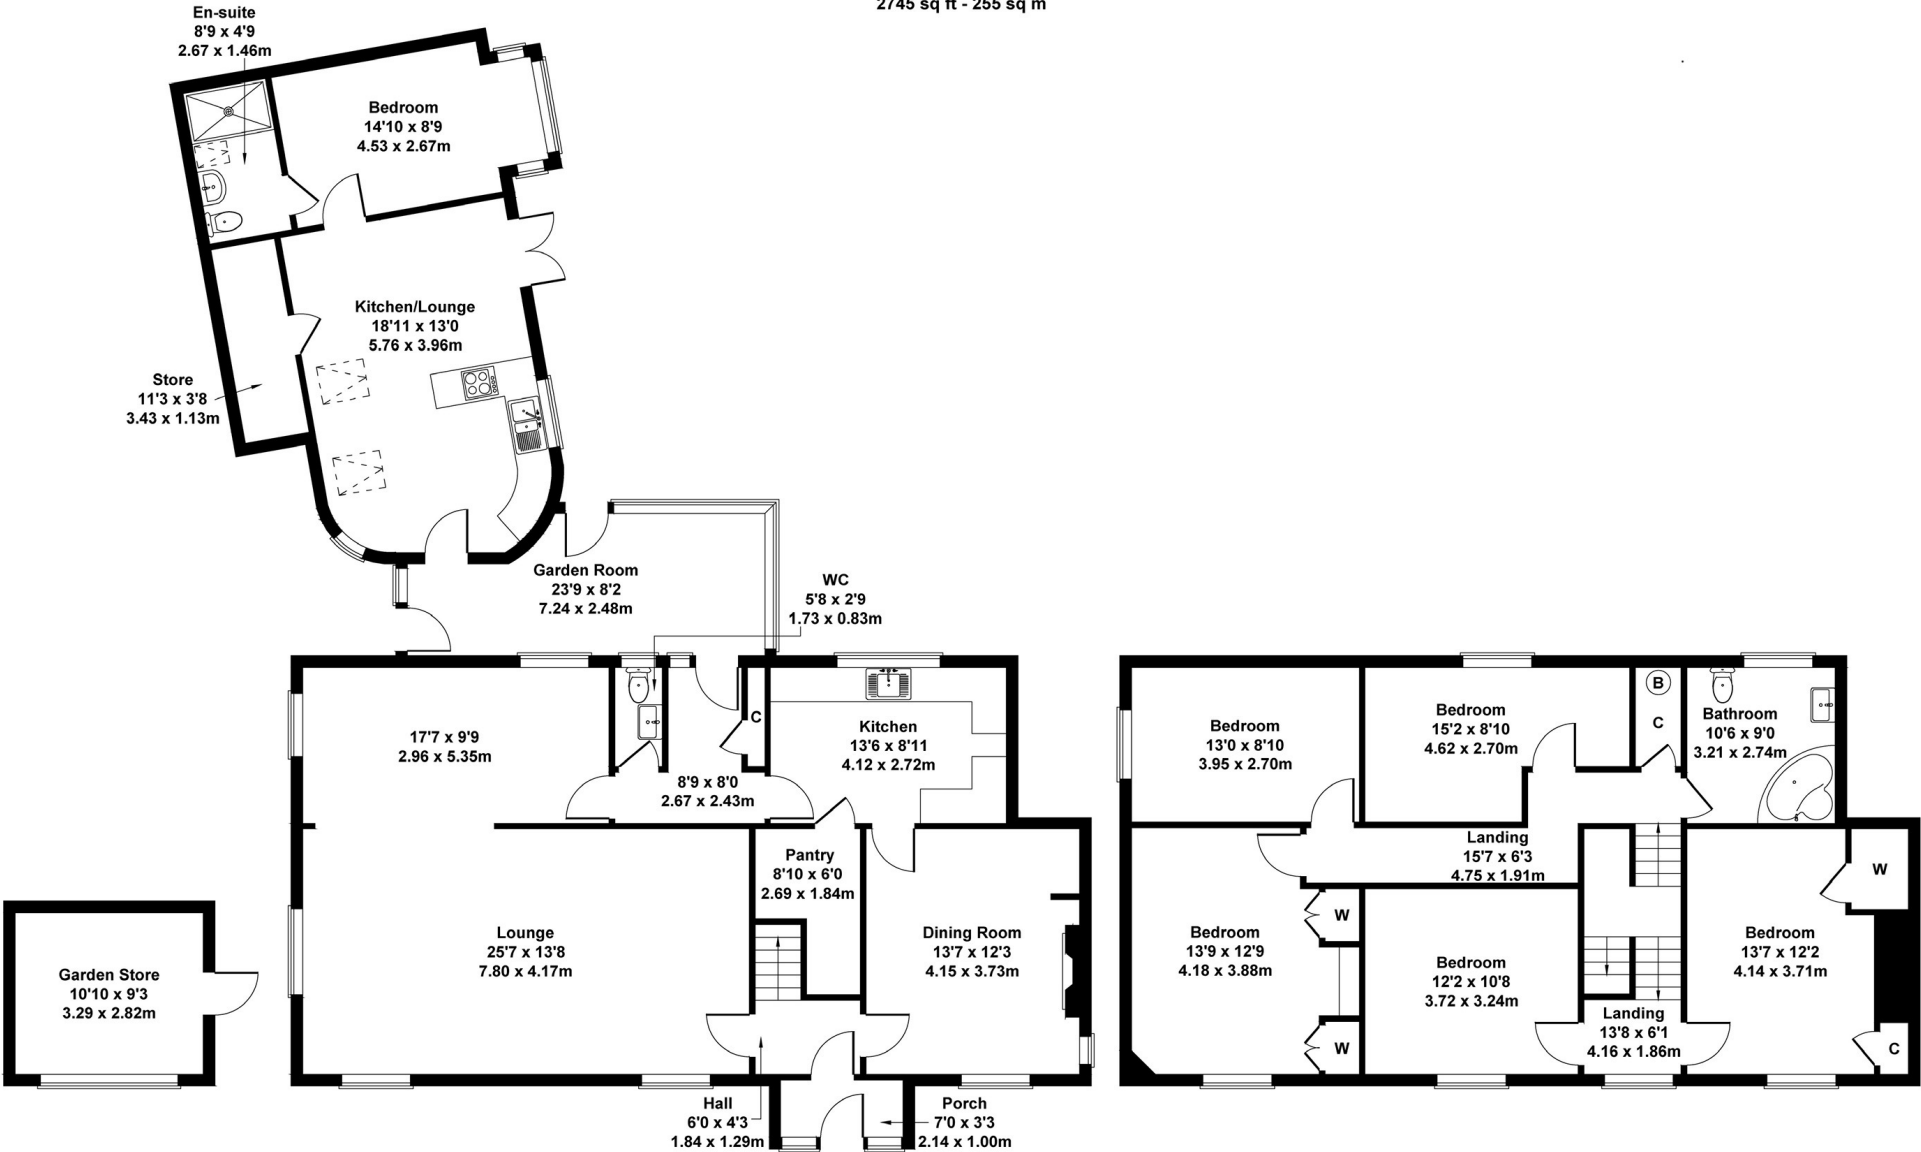 2745 sq ft - 255 sq m
En-suite
8'9 x 4'9
2.67 x 1.46m
Bedroom
14'10 x 8'9
4.53 x 2.67m
Kitchen/Lounge
18'11 x 13'0
5.76 x 3.96m
Store
11'3 x 3'8
3.43 x 1.13m
Garden Room
23'9 x 8'2
7.24 x 2.48m
WC
5'8 x 2'9
1.73 x 0.83m
17'7 x 9'9
2.96 x 5.35m
C
8'9 x 8'0
2.67 x 2.43m
Kitchen
13'6 x 8'11
4.12 x 2.72m
Pantry
8'10 x 6'0
2.69 x 1.84m
Lounge
25'7 x 13'8
7.80 x 4.17m
Dining Room
13'7 x 12'3
4.15 x 3.73m
Garden Store
10'10 x 9'3
3.29 x 2.82m
Hall
6'0 x 4'3
1.84 x 1.29m
Porch
7'0 x 3'3
2.14 x 1.00m
Bedroom
13'0 x 8'10
3.95 x 2.70m
Bedroom
15'2 x 8'10
4.62 x 2.70m
B
C
Bathroom
10'6 x 9'0
3.21 x 2.74m
Landing
15'7 x 6'3
4.75 x 1.91m
W
W
Bedroom
13'9 x 12'9
4.18 x 3.88m
Bedroom
12'2 x 10'8
3.72 x 3.24m
Bedroom
13'7 x 12'2
4.14 x 3.71m
Landing
13'8 x 6'1
4.16 x 1.86m
W
C